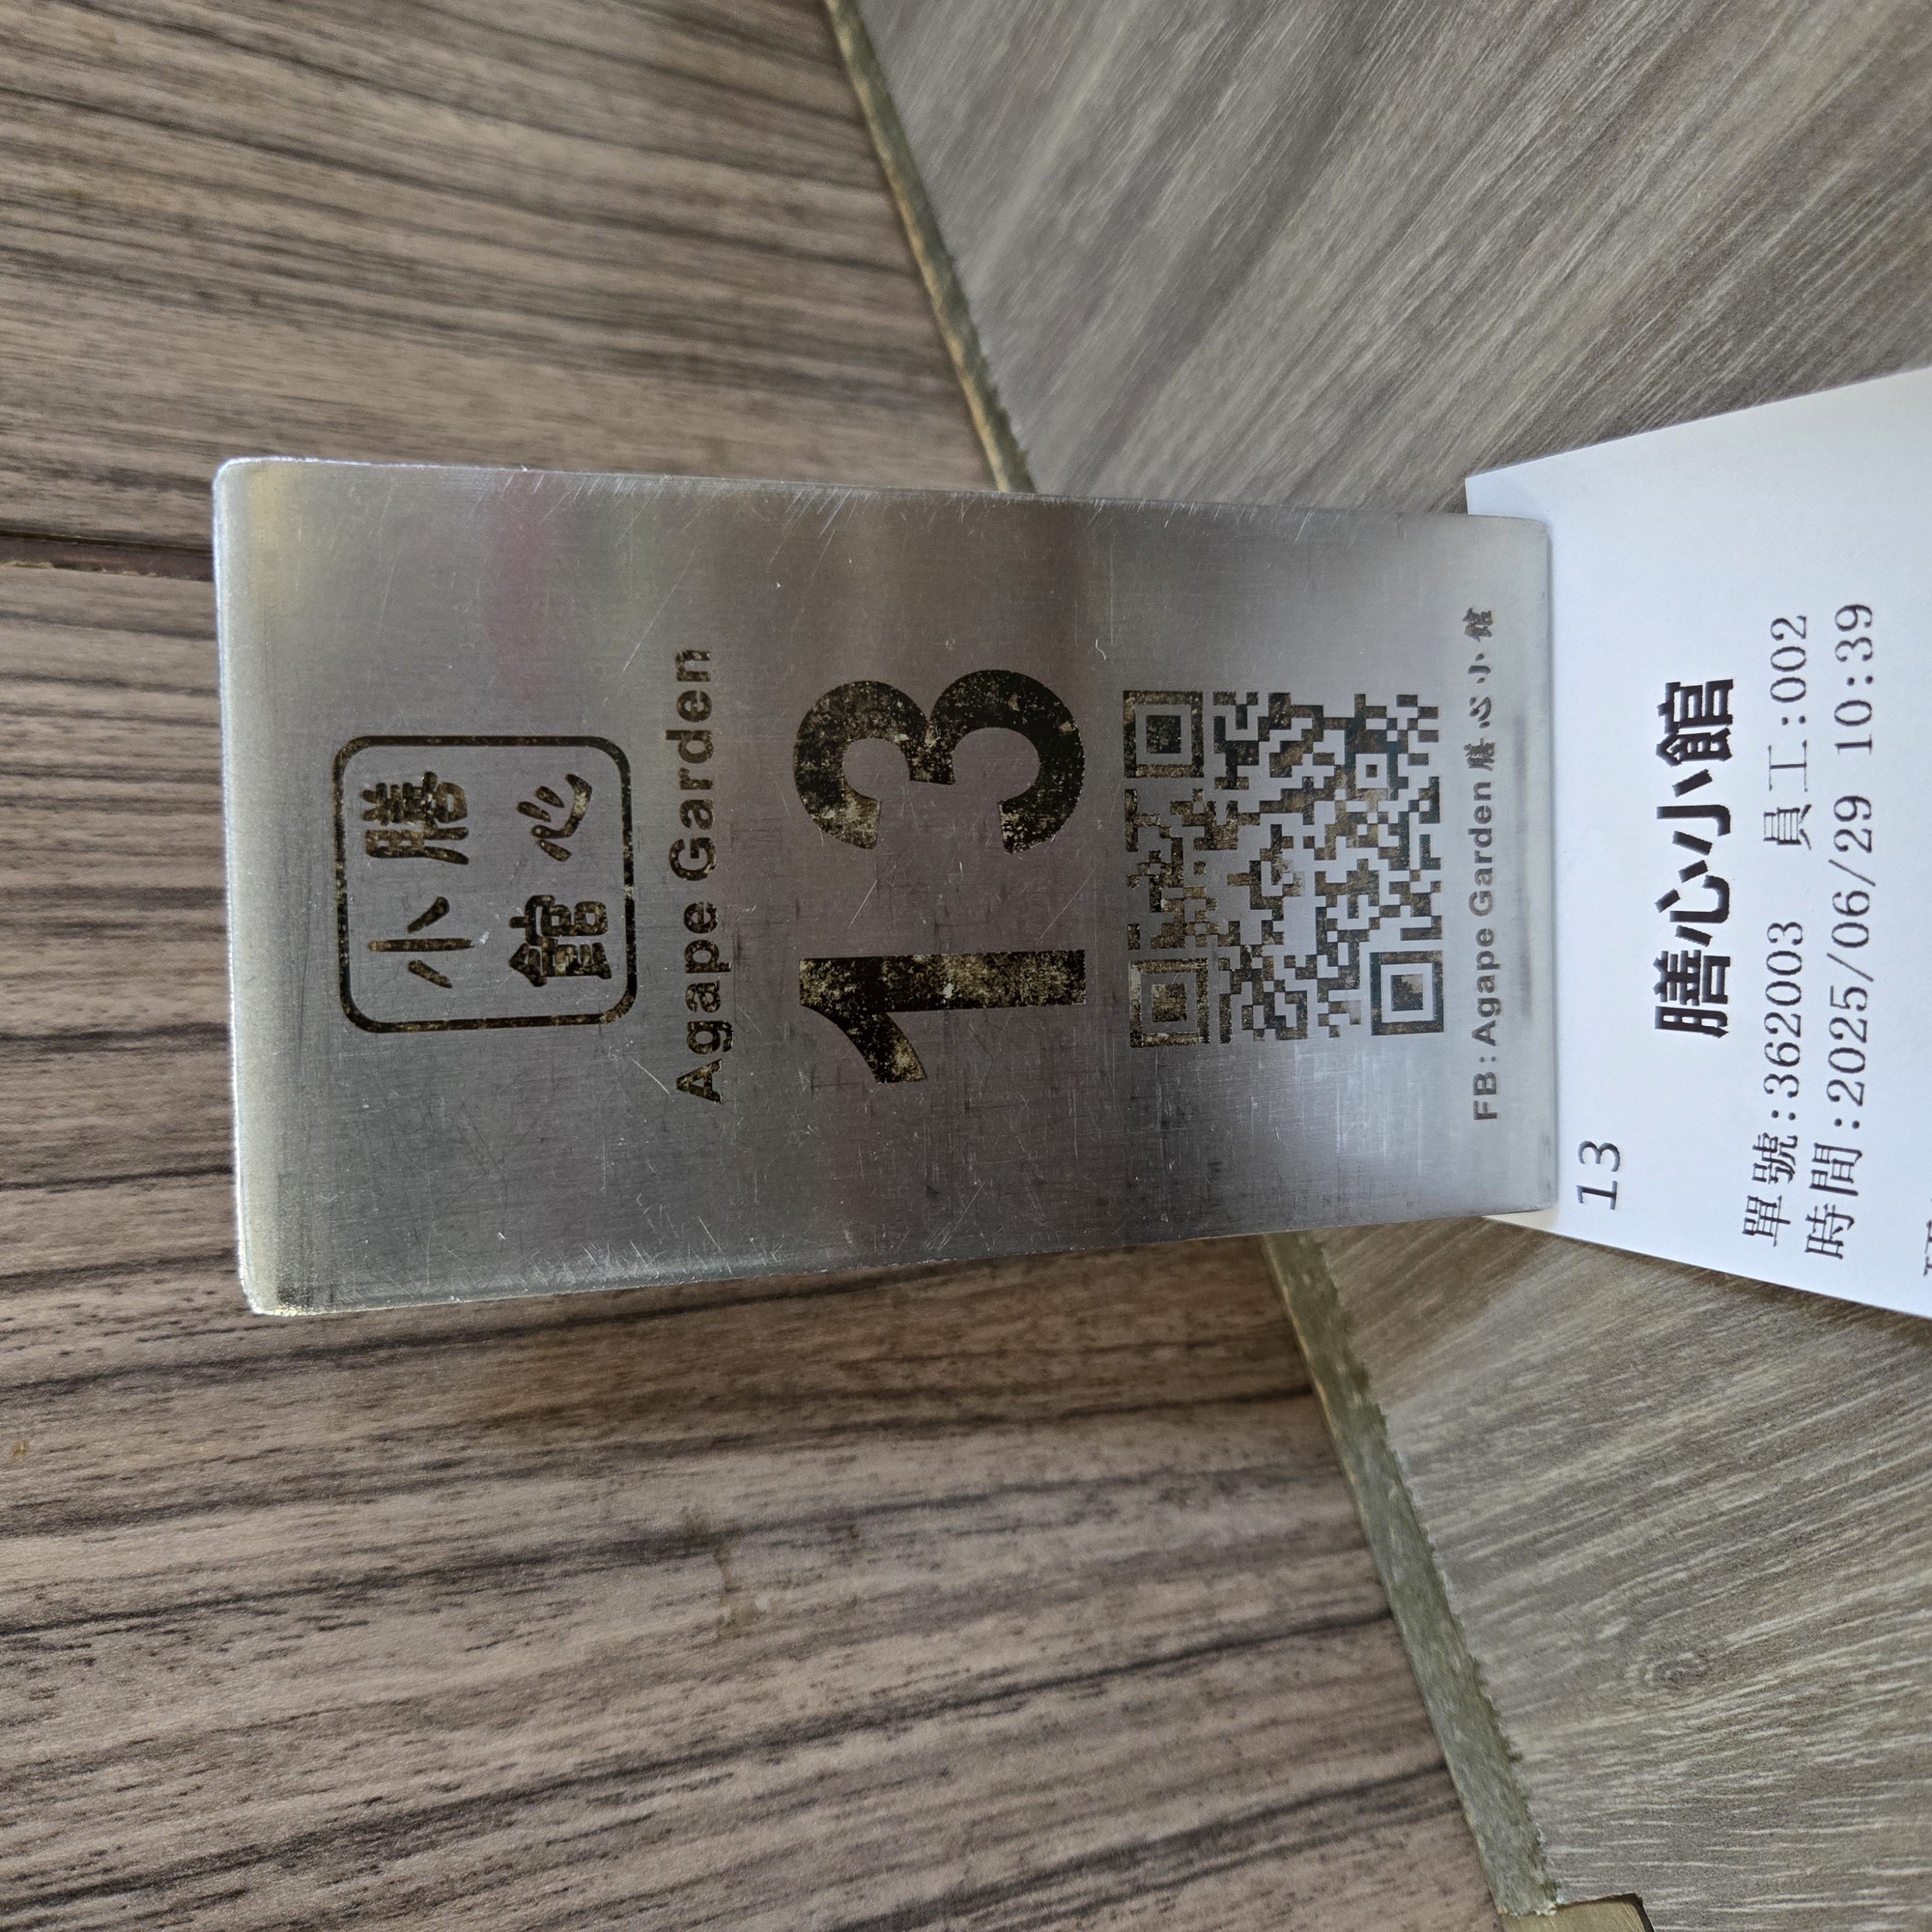 膳心
小館
Agape Garden
13
FB: Agape Garden 膳心小館
13
膳心小館
單號:362003 員工:002
時間:2025/06/29 10:39